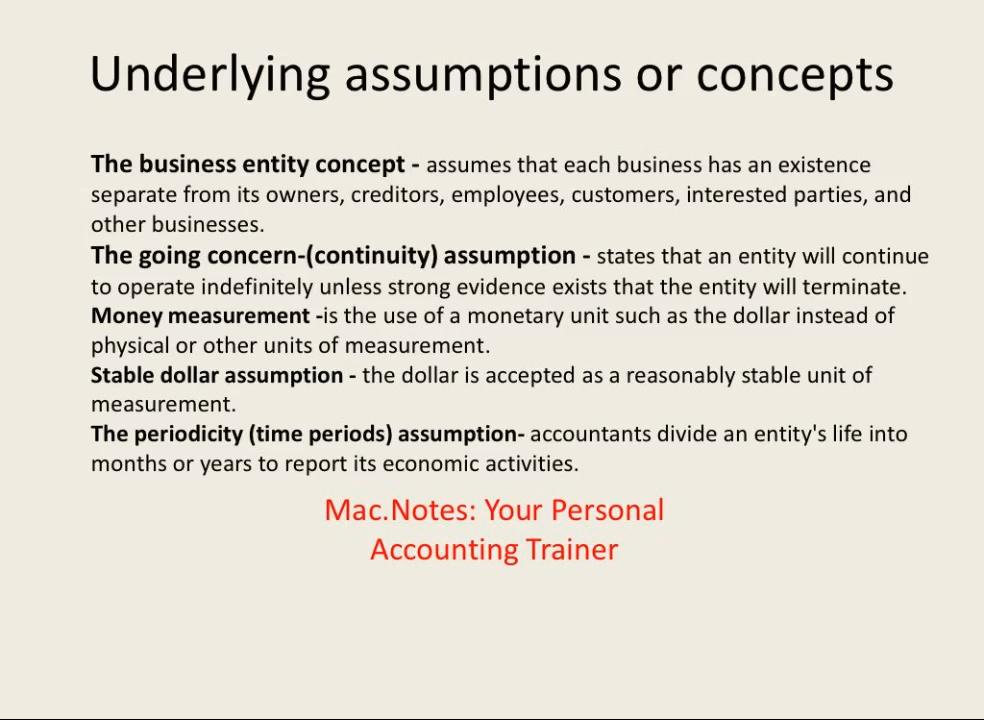 Underlying assumptions or concepts
The business entity concept - assumes that each business has an existence
separate from its owners, creditors, employees, customers, interested parties, and
other businesses.
The going concern-(continuity) assumption - states that an entity will continue
to operate indefinitely unless strong evidence exists that the entity will terminate.
Money measurement -is the use of a monetary unit such as the dollar instead of
physical or other units of measurement.
Stable dollar assumption - the dollar is accepted as a reasonably stable unit of
measurement.
The periodicity (time periods) assumption- accountants divide an entity's life into
months or years to report its economic activities.
Mac.Notes: Your Personal
Accounting Trainer